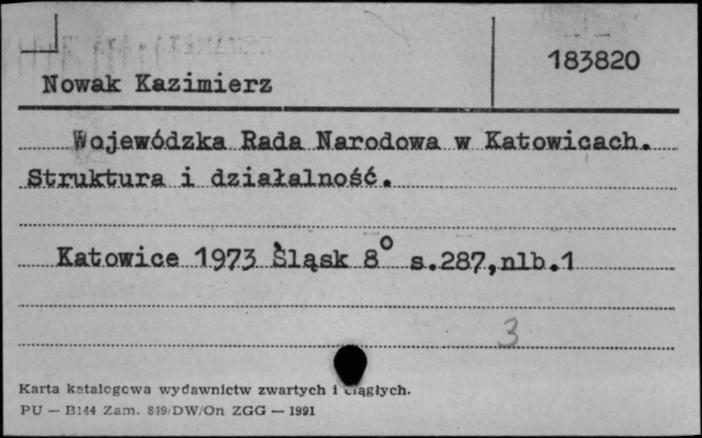 183820
Nowak Kazimierz
Wojewódzka Rada Narodowa w Katowicach.
Struktura i działalność.
Katowice 1973 Śląsk 8° s.287,nlb.1
3
Karta katalogowa wydawnictw zwartych i ciągłych.
PU — B144 Zam. 849/DW/On ZGG — 1991